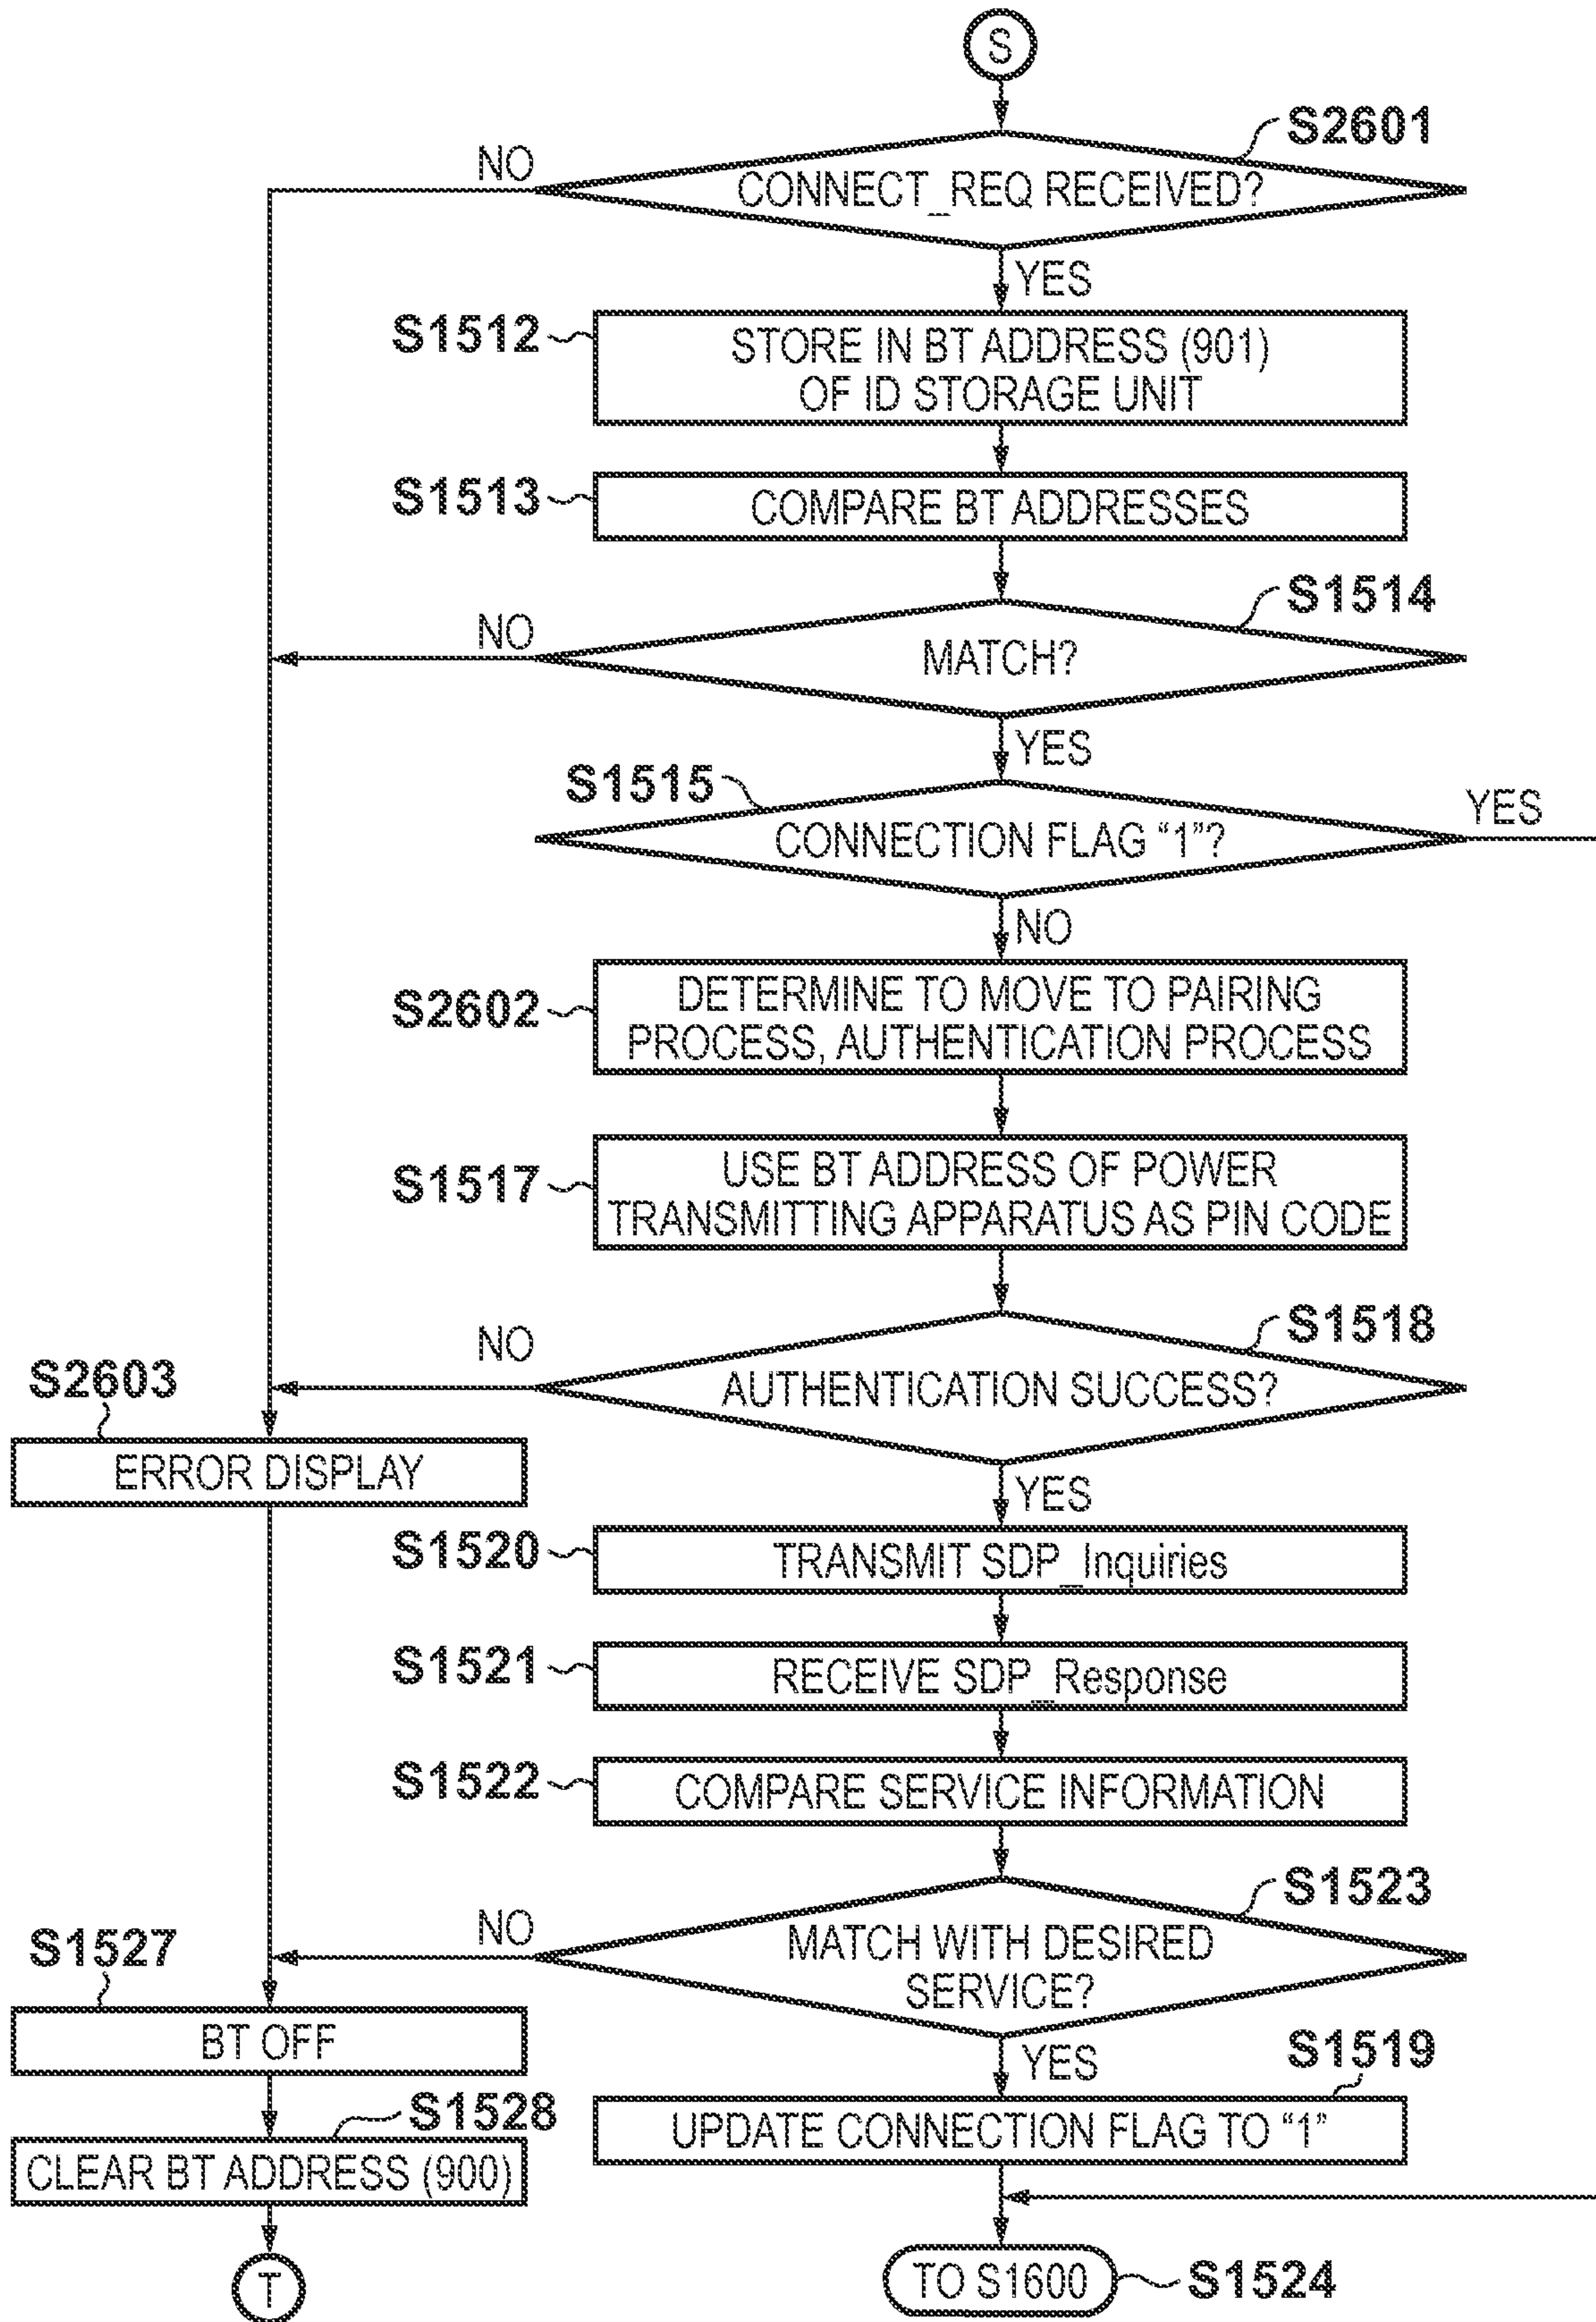 S
S2601
NO
CONNECT_REQ RECEIVED?
YES
S1512
STORE IN BT ADDRESS (901)
OF ID STORAGE UNIT
S1513
COMPARE BT ADDRESSES
S1514
NO
MATCH?
YES
S1515
YES
CONNECTION FLAG “1”?
NO
S2602
DETERMINE TO MOVE TO PAIRING
PROCESS, AUTHENTICATION PROCESS
S1517
USE BT ADDRESS OF POWER
TRANSMITTING APPARATUS AS PIN CODE
S1518
NO
AUTHENTICATION SUCCESS?
S2603
ERROR DISPLAY
YES
S1520
TRANSMIT SDP_Inquiries
S1521
RECEIVE SDP_Response
S1522
COMPARE SERVICE INFORMATION
S1523
NO
MATCH WITH DESIRED
SERVICE?
S1527
BT OFF
YES
S1519
UPDATE CONNECTION FLAG TO “1”
S1528
CLEAR BT ADDRESS (900)
T
TO S1600
S1524